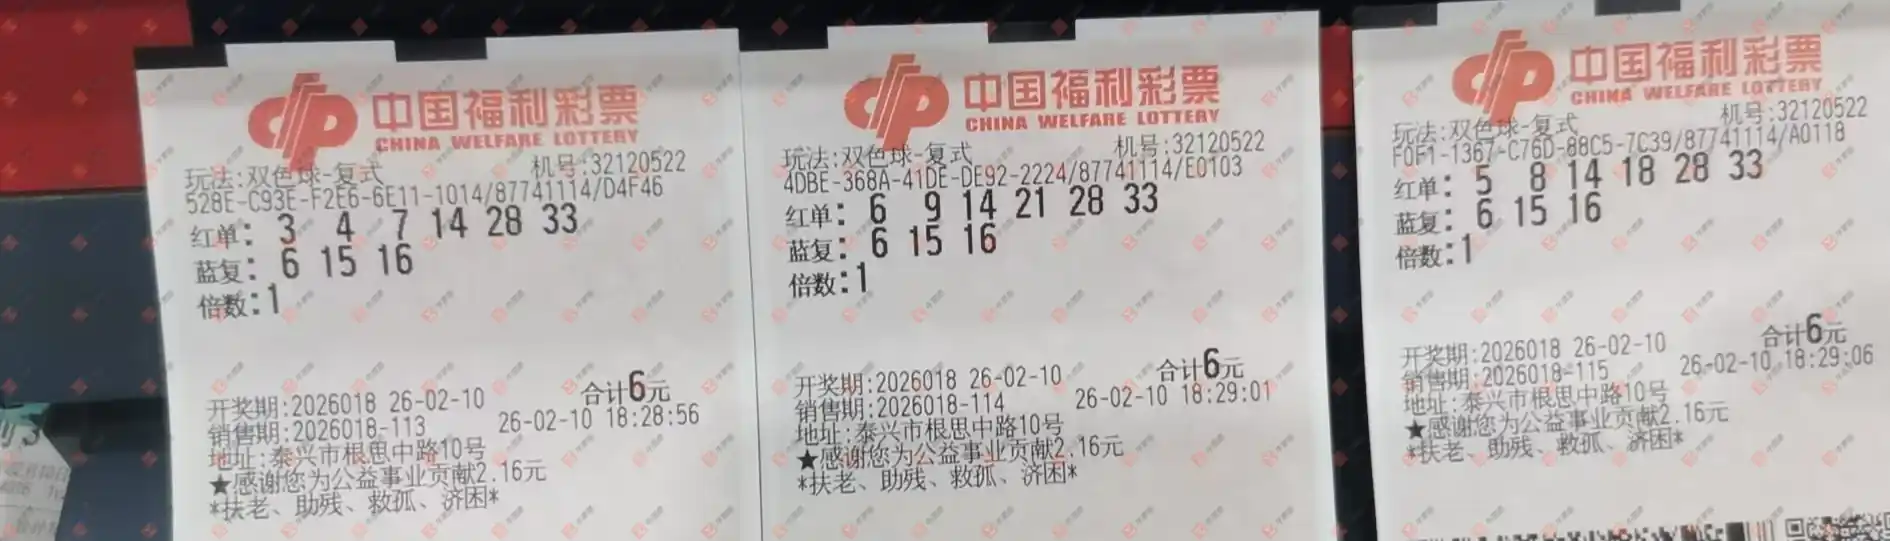 中国福利彩票
CHINA WELFARE LOTTERY
玩法:双色球-复式 机号:32120522
528E-C93E-F2E6-6E11-1014/87741114/D4F46
红单: 3 4 7 14 28 33
蓝复: 6 15 16
倍数:1
合计6元
开奖期:2026018 26-02-10
销售期:2026018-113 26-02-10 18:28:56
地址:泰兴市根思中路10号
★感谢您为公益事业贡献2.16元
*扶老、助残、救孤、济困*
中国福利彩票
CHINA WELFARE LOTTERY
玩法:双色球-复式 机号:32120522
4DBE-368A-41DE-DE92-2224/87741114/E0103
红单: 6 9 14 21 28 33
蓝复: 6 15 16
倍数:1
合计6元
开奖期:2026018 26-02-10
销售期:2026018-114 26-02-10 18:29:01
地址:泰兴市根思中路10号
★感谢您为公益事业贡献2.16元
*扶老、助残、救孤、济困*
中国福利彩票
CHINA WELFARE LOTTERY
玩法:双色球-复式 机号:32120522
F0F1-1367-C76D-88C5-7C39/87741114/A0118
红单: 5 8 14 18 28 33
蓝复: 6 15 16
倍数:1
合计6元
开奖期:2026018 26-02-10
销售期:2026018-115 26-02-10 18:29:06
地址:泰兴市根思中路10号
★感谢您为公益事业贡献2.16元
*扶老、助残、救孤、济困*